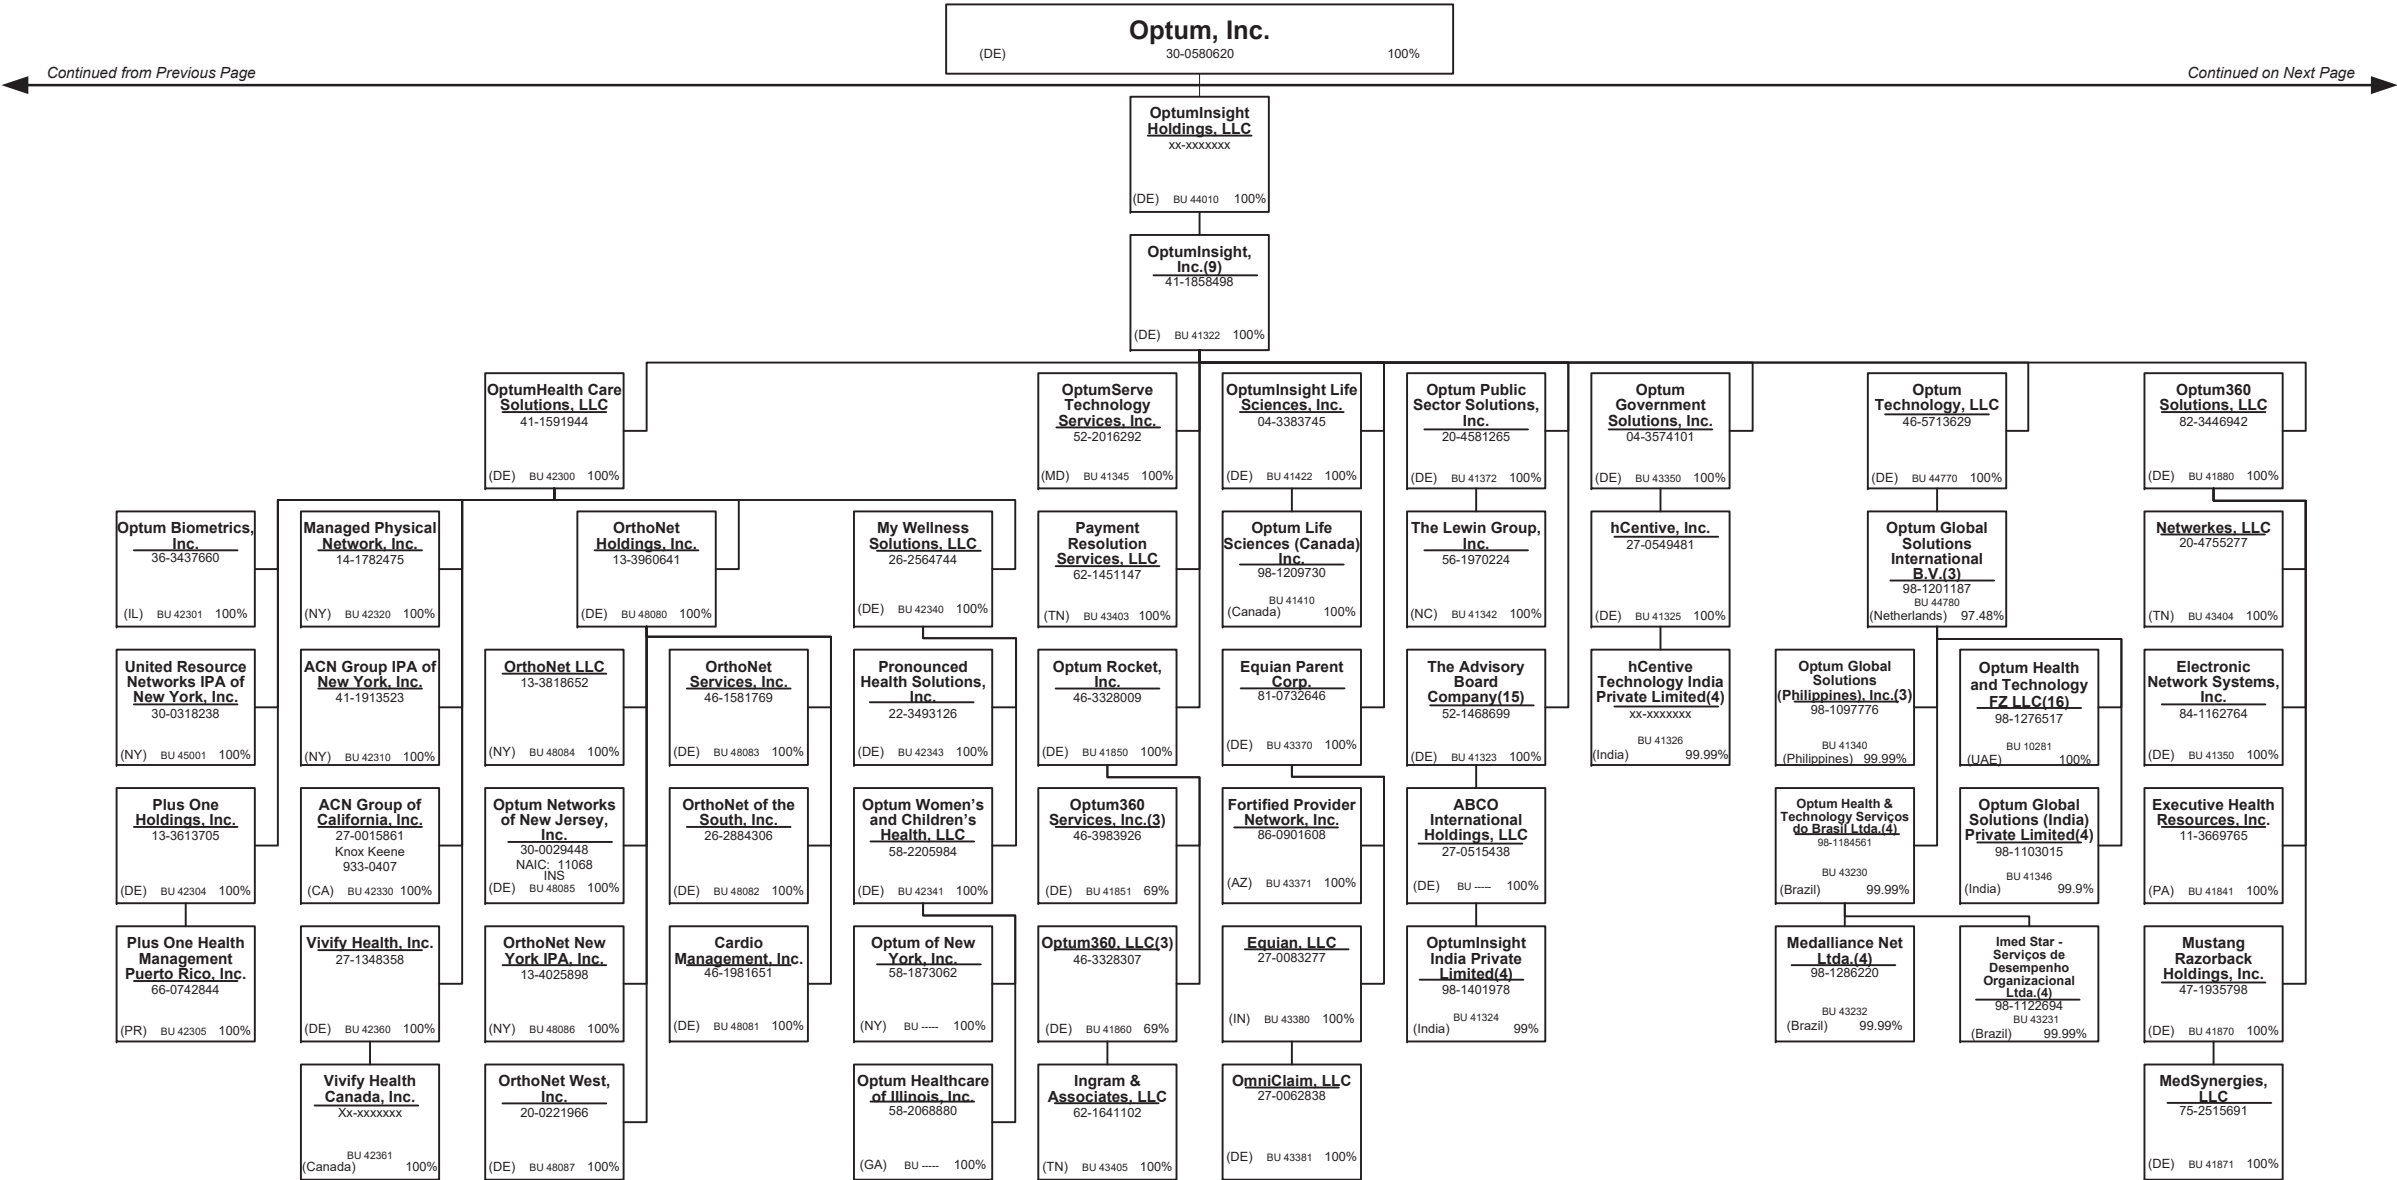 Optum, Inc.
(DE) 30-0580620 100%
Continued from Previous Page
Continued on Next Page
OptumInsight
Holdings, LLC
xx-xxxxxxx
(DE) BU 44010 100%
OptumInsight,
Inc.(9)
41-1858498
(DE) BU 41322 100%
OptumHealth Care
Solutions, LLC
41-1591944
(DE) BU 42300 100%
OptumServe
Technology
Services, Inc.
52-2016292
(MD) BU 41345 100%
OptumInsight Life
Sciences, Inc.
04-3383745
(DE) BU 41422 100%
Optum Public
Sector Solutions,
Inc.
20-4581265
(DE) BU 41372 100%
Optum
Government
Solutions, Inc.
04-3574101
(DE) BU 43350 100%
Optum
Technology, LLC
46-5713629
(DE) BU 44770 100%
Optum360
Solutions, LLC
82-3446942
(DE) BU 41880 100%
Optum Biometrics,
Inc.
36-3437660
(IL) BU 42301 100%
Managed Physical
Network, Inc.
14-1782475
(NY) BU 42320 100%
OrthoNet
Holdings, Inc.
13-3960641
(DE) BU 48080 100%
My Wellness
Solutions, LLC
26-2564744
(DE) BU 42340 100%
Payment
Resolution
Services, LLC
62-1451147
(TN) BU 43403 100%
Optum Life
Sciences (Canada)
Inc.
98-1209730
BU 41410
(Canada) 100%
The Lewin Group,
Inc.
56-1970224
(NC) BU 41342 100%
hCentive, Inc.
27-0549481
(DE) BU 41325 100%
Optum Global
Solutions
International
B.V.(3)
98-1201187
BU 44780
(Netherlands) 97.48%
Netwerkes, LLC
20-4755277
(TN) BU 43404 100%
United Resource
Networks IPA of
New York, Inc.
30-0318238
(NY) BU 45001 100%
ACN Group IPA of
New York, Inc.
41-1913523
(NY) BU 42310 100%
OrthoNet LLC
13-3818652
(NY) BU 48084 100%
OrthoNet
Services, Inc.
46-1581769
(DE) BU 48083 100%
Pronounced
Health Solutions,
Inc.
22-3493126
(DE) BU 42343 100%
Optum Rocket,
Inc.
46-3328009
(DE) BU 41850 100%
Equian Parent
Corp.
81-0732646
(DE) BU 43370 100%
The Advisory
Board
Company(15)
52-1468699
(DE) BU 41323 100%
hCentive
Technology India
Private Limited(4)
xx-xxxxxxx
BU 41326
(India) 99.99%
Optum Global
Solutions
(Philippines), Inc.(3)
98-1097776
BU 41340
(Philippines) 99.99%
Optum Health
and Technology
FZ LLC(16)
98-1276517
BU 10281
(UAE) 100%
Electronic
Network Systems,
Inc.
84-1162764
(DE) BU 41350 100%
Plus One
Holdings, Inc.
13-3613705
(DE) BU 42304 100%
ACN Group of
California, Inc.
27-0015861
Knox Keene
933-0407
(CA) BU 42330 100%
Optum Networks
of New Jersey,
Inc.
30-0029448
NAIC: 11068
INS
(DE) BU 48085 100%
OrthoNet of the
South, Inc.
26-2884306
(DE) BU 48082 100%
Optum Women's
and Children's
Health, LLC
58-2205984
(DE) BU 42341 100%
Optum360
Services, Inc.(3)
46-3983926
(DE) BU 41851 69%
Fortified Provider
Network, Inc.
86-0901608
(AZ) BU 43371 100%
ABCO
International
Holdings, LLC
27-0515438
(DE) BU ----- 100%
Optum Health &
Technology Serviços
do Brasil Ltda.(4)
98-1184561
BU 43230
(Brazil) 99.99%
Optum Global
Solutions (India)
Private Limited(4)
98-1103015
BU 41346
(India) 99.9%
Executive Health
Resources, Inc.
11-3669765
(PA) BU 41841 100%
Plus One Health
Management
Puerto Rico, Inc.
66-0742844
(PR) BU 42305 100%
Vivify Health, Inc.
27-1348358
(DE) BU 42360 100%
OrthoNet New
York IPA, Inc.
13-4025898
(NY) BU 48086 100%
Cardio
Management, Inc.
46-1981651
(DE) BU 48081 100%
Optum of New
York, Inc.
58-1873062
(NY) BU ----- 100%
Optum360, LLC(3)
46-3328307
(DE) BU 41860 69%
Equian, LLC
27-0083277
(IN) BU 43380 100%
OptumInsight
India Private
Limited(4)
98-1401978
BU 41324
(India) 99%
Medalliance Net
Ltda.(4)
98-1286220
BU 43232
(Brazil) 99.99%
Imed Star -
Serviços de
Desempenho
Organizacional
Ltda.(4)
98-1122694
BU 43231
(Brazil) 99.99%
Mustang
Razorback
Holdings, Inc.
47-1935798
(DE) BU 41870 100%
Vivify Health
Canada, Inc.
Xx-xxxxxxx
BU 42361
(Canada) 100%
OrthoNet West,
Inc.
20-0221966
(DE) BU 48087 100%
Optum Healthcare
of Illinois, Inc.
58-2068880
(GA) BU ----- 100%
Ingram &
Associates, LLC
62-1641102
(TN) BU 43405 100%
OmniClaim, LLC
27-0062838
(DE) BU 43381 100%
MedSynergies,
LLC
75-2515691
(DE) BU 41871 100%